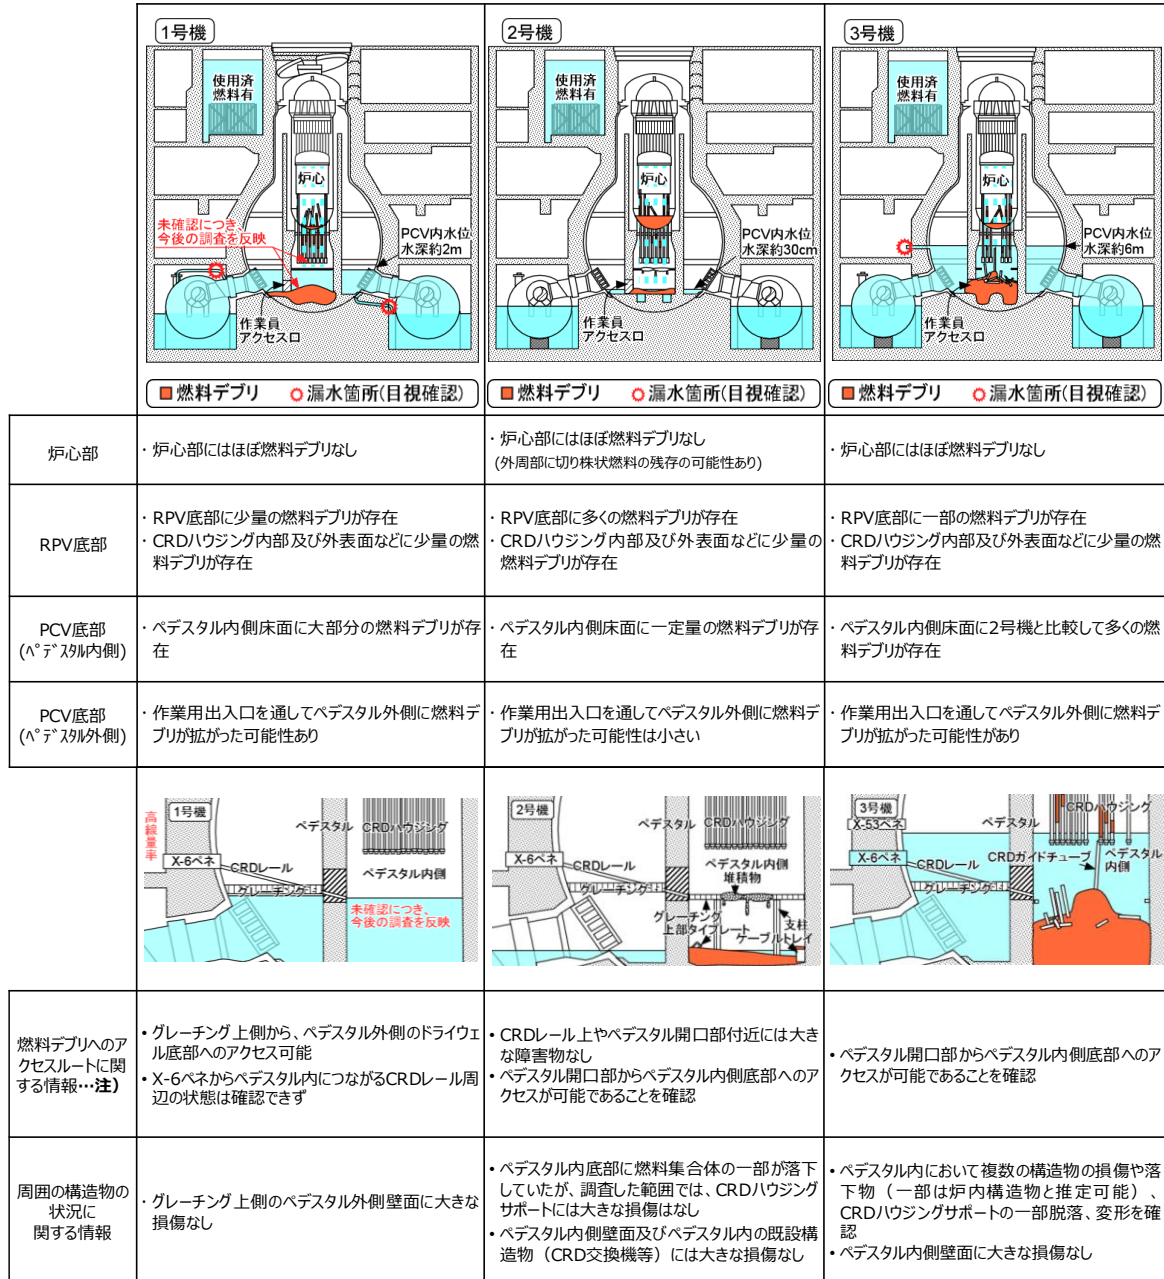 1号機
使用済
燃料有
炉心
未確認につき、
今後の調査を反映
PCV内水位
水深約2m
作業員
アクセス口
燃料デブリ
漏水箇所(目視確認)
2号機
使用済
燃料有
炉心
PCV内水位
水深約30cm
作業員
アクセス口
燃料デブリ
漏水箇所(目視確認)
3号機
使用済
燃料有
炉心
PCV内水位
水深約6m
作業員
アクセス口
燃料デブリ
漏水箇所(目視確認)
炉心部
・炉心部にはほぼ燃料デブリなし
・炉心部にはほぼ燃料デブリなし
(外周部に切り株状燃料の残存の可能性あり)
・炉心部にはほぼ燃料デブリなし
RPV底部
・RPV底部に少量の燃料デブリが存在
・CRDハウジング内部及び外表面などに少量の燃
料デブリが存在
・RPV底部に多くの燃料デブリが存在
・CRDハウジング内部及び外表面などに少量の
燃料デブリが存在
・RPV底部に一部の燃料デブリが存在
・CRDハウジング内部及び外表面などに少量の燃
料デブリが存在
PCV底部
(ペデスタル内側)
・ペデスタル内側床面に大部分の燃料デブリが存
在
・ペデスタル内側床面に一定量の燃料デブリが存
在
・ペデスタル内側床面に2号機と比較して多くの燃
料デブリが存在
PCV底部
(ペデスタル外側)
・作業用出入口を通してペデスタル外側に燃料デ
ブリが拡がった可能性あり
・作業用出入口を通してペデスタル外側に燃料デ
ブリが拡がった可能性は小さい
・作業用出入口を通してペデスタル外側に燃料デ
ブリが拡がった可能性があり
1号機
高線量率
ペデスタル
CRDハウジング
X-6ペネ
CRDレール
ペデスタル内側
グレーチング
未確認につき、
今後の調査を反映
2号機
ペデスタル
CRDハウジング
X-6ペネ
CRDレール
ペデスタル内側
堆積物
グレーチング
グレーチング
支柱
上部タイプレート
ケーブルトレイ
3号機
CRDハウジング
X-53ペネ
ペデスタル
X-6ペネ
CRDレール
CRDガイドチューブ
ペデスタル
内側
グレーチング
燃料デブリへのア
クセスルートに関
する情報…注)
• グレーチング上側から、ペデスタル外側のドライウェ
ル底部へのアクセス可能
• X-6ペネからペデスタル内につながるCRDレール周
辺の状態は確認できず
• CRDレール上やペデスタル開口部付近には大き
な障害物なし
• ペデスタル開口部からペデスタル内側底部へのア
クセスが可能であることを確認
• ペデスタル開口部からペデスタル内側底部へのア
クセスが可能であることを確認
周囲の構造物の
状況に
関する情報
・グレーチング上側のペデスタル外側壁面に大きな
損傷なし
• ペデスタル内底部に燃料集合体の一部が落下
していたが、調査した範囲では、CRDハウジング
サポートには大きな損傷はなし
• ペデスタル内側壁面及びペデスタル内の既設構
造物（CRD交換機等）には大きな損傷なし
• ペデスタル内において複数の構造物の損傷や落
下物（一部は炉内構造物と推定可能）、
CRDハウジングサポートの一部脱落、変形を確
認
• ペデスタル内側壁面に大きな損傷なし